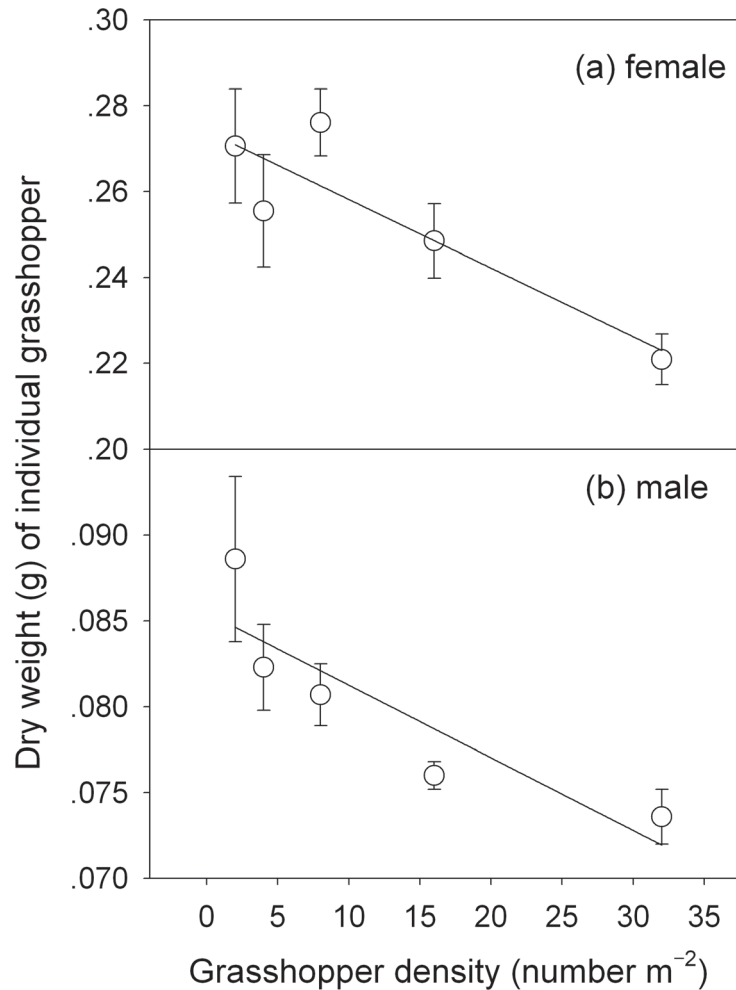 Dry weight (g) of individual grasshopper
(a) female
.30
.28
.26
.24
.22
.20
(b) male
.090
.085
.080
.075
.070
0 5 10 15 20 25 30 35
Grasshopper density (number m⁻²)